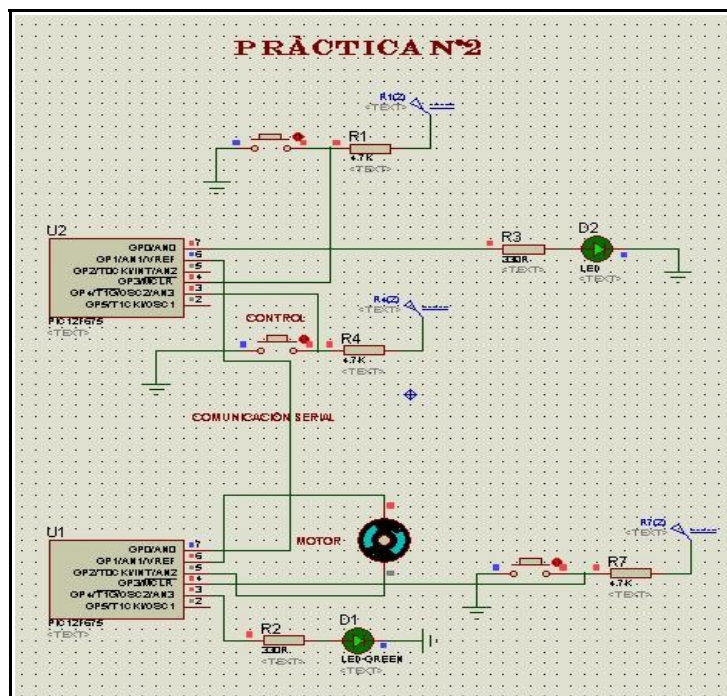 PRÀCTICA Nº2
R1(2)
<TEXT>
R1
4.7K
<TEXT>
U2
GP0/AN0
7
GP1/AN1/VREF
6
GP2/T0CKI/INT/AN2
5
GP3/MCLR
4
GP4/T1G/OSC2/AN3
3
GP5/T1CKI/OSC1
2
PIC12F675
<TEXT>
R3
330R
<TEXT>
D2
LED
<TEXT>
CONTROL
R4(2)
<TEXT>
R4
4.7K
<TEXT>
COMUNICACIÓN SERIAL
U1
GP0/AN0
7
GP1/AN1/VREF
6
GP2/T0CKI/INT/AN2
5
GP3/MCLR
4
GP4/T1G/OSC2/AN3
3
GP5/T1CKI/OSC1
2
PIC12F675
<TEXT>
MOTOR
R7(2)
<TEXT>
R7
4.7K
<TEXT>
R2
330R
<TEXT>
D1
LED-GREEN
<TEXT>